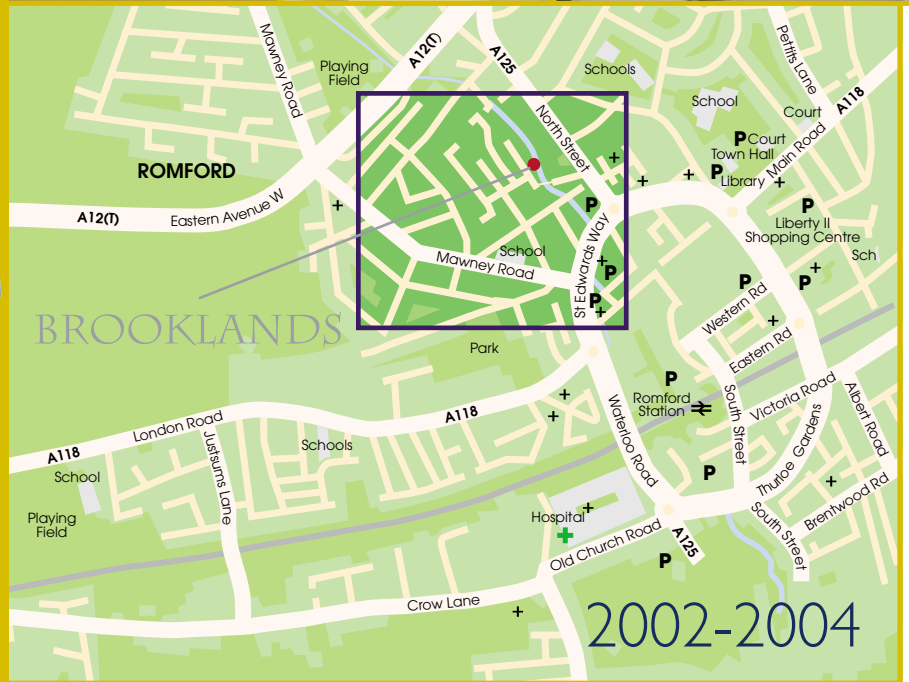 Mawney Road
A12(T)
A125
Pettits Lane
Playing
Field
Schools
School
Court
A118
North Street
P Court
Town Hall
Main Road
P
Library
ROMFORD
A12(T)
Eastern Avenue W
P
P
Liberty II
Shopping Centre
School
Mawney Road
St Edwards Way
P
P
Sch
P
P
BROOKLANDS
Western Rd
Eastern Rd
Park
P
Romford
Station
South Street
Victoria Road
Albert Road
London Road
A118
A118
Waterloo Road
Thurloe Gardens
Justsums Lane
Schools
School
P
Playing
Field
Hospital
South Street
Brentwood Rd
Old Church Road
A125
P
Crow Lane
2002-2004